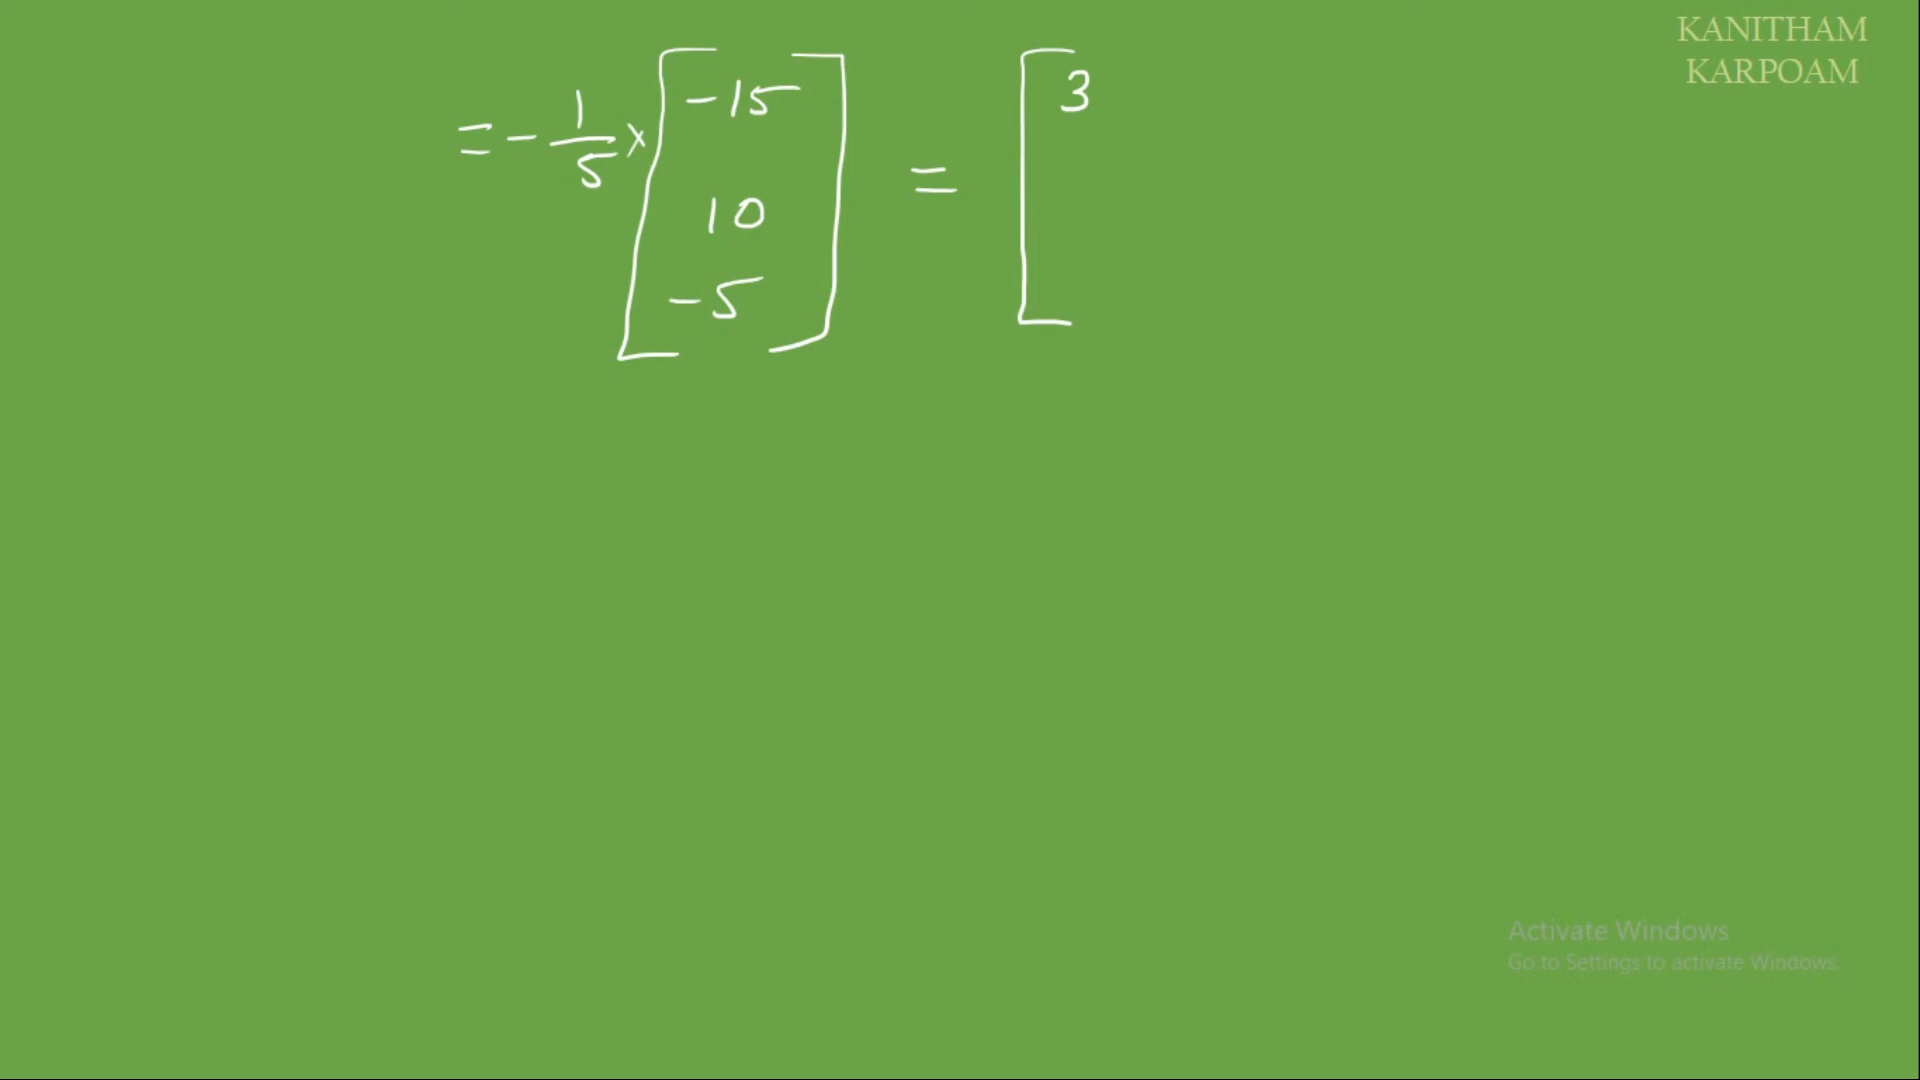 KANITHAM
KARPOAM
= - 1/5 × [ -15 ] = [ 3
10
-5
Activate Windows
Go to Settings to activate Windows.